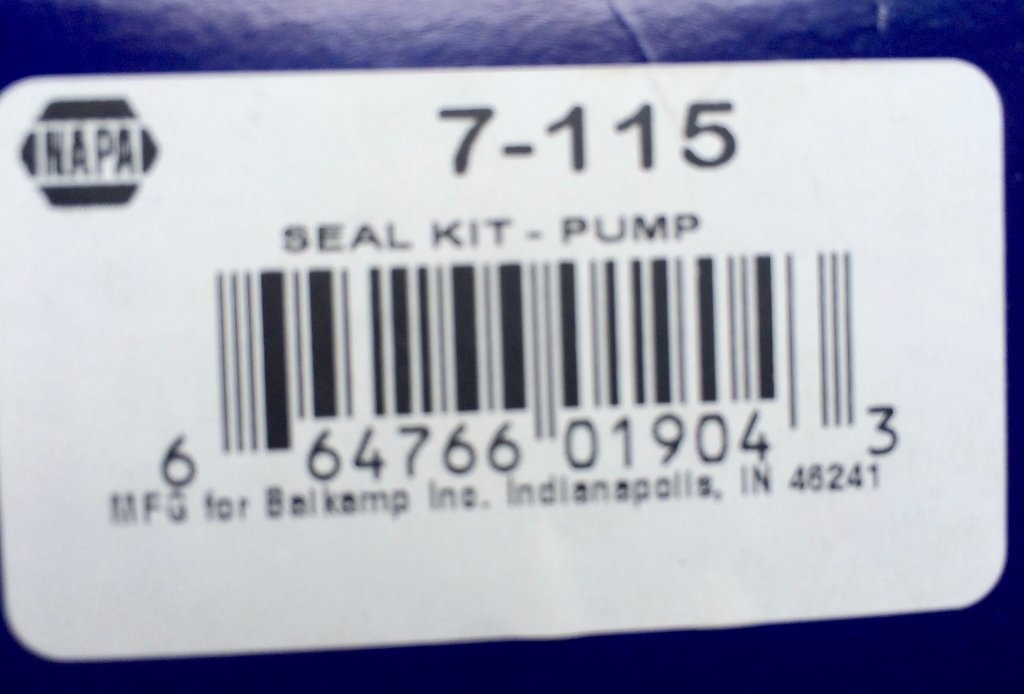 NAPA
7-115
SEAL KIT - PUMP
6 64766 01904 3
MFG for Balkamp Inc. Indianapolis, IN 46241